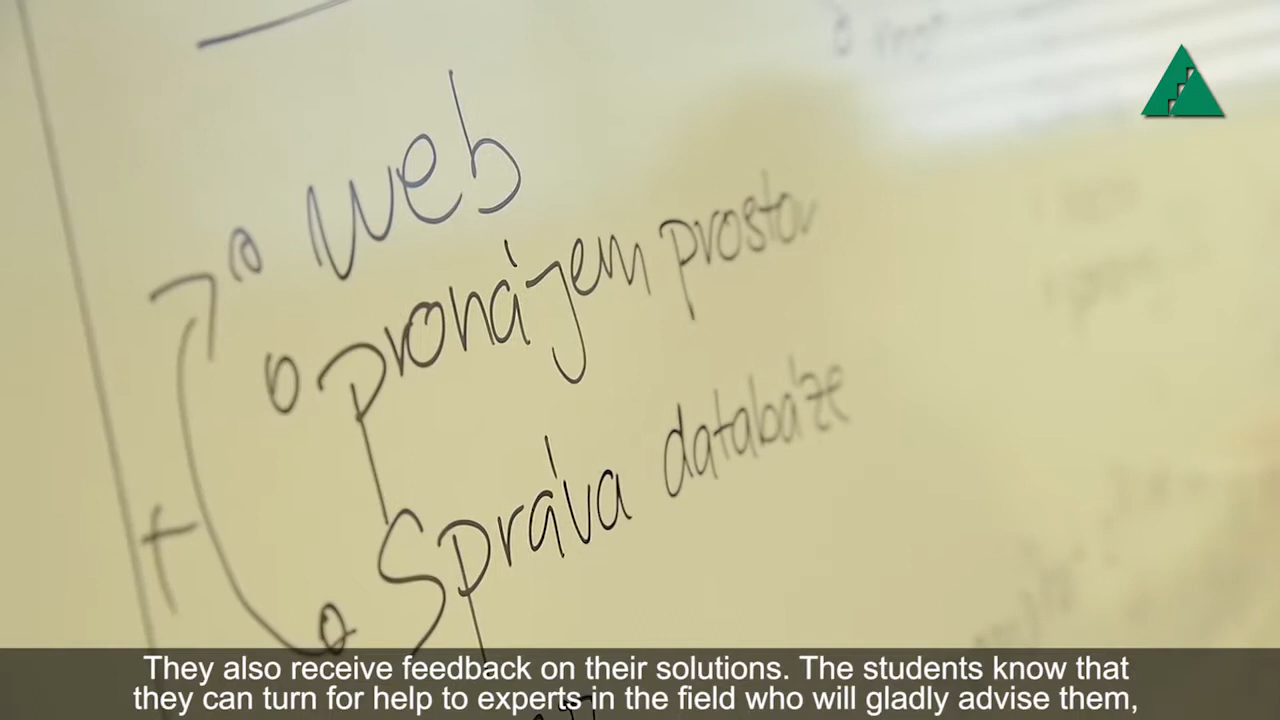 web
pronájem prostor
Správa databáze
They also receive feedback on their solutions. The students know that
they can turn for help to experts in the field who will gladly advise them,